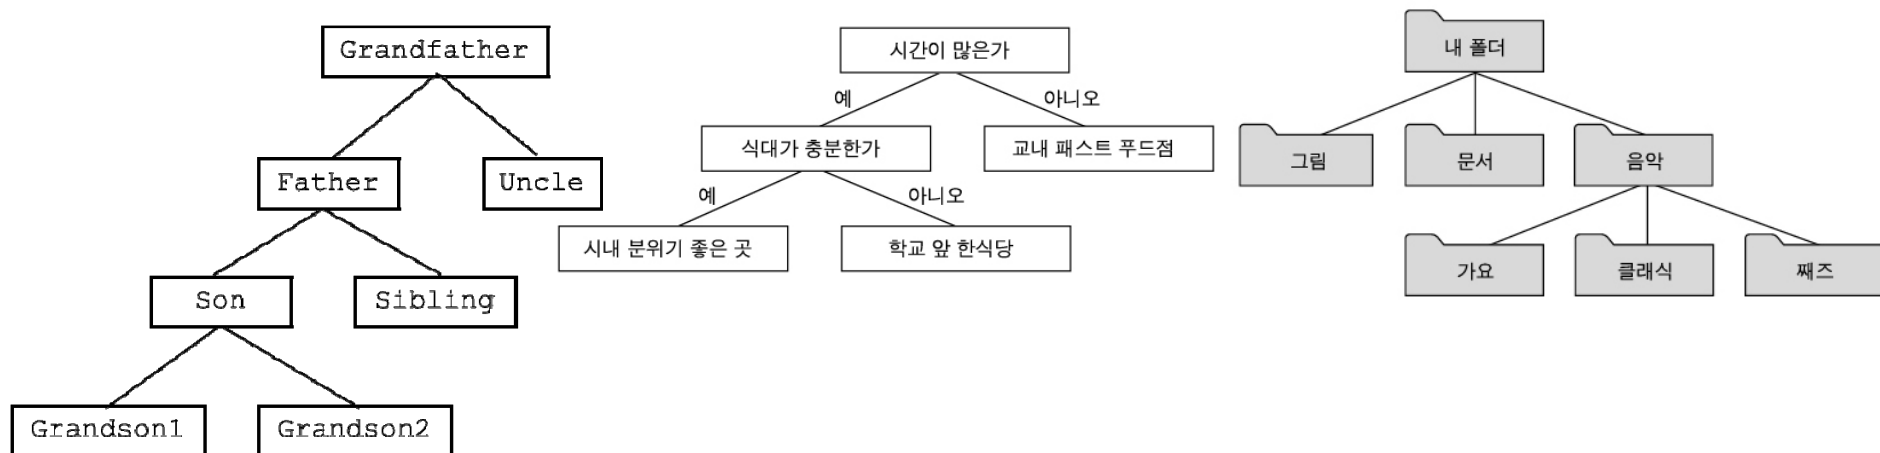 Grandfather
Father
Uncle
Son
Sibling
Grandson1
Grandson2
시간이 많은가
예
아니오
식대가 충분한가
교내 패스트 푸드점
예
아니오
시내 분위기 좋은 곳
학교 앞 한식당
내 폴더
그림
문서
음악
가요
클래식
째즈